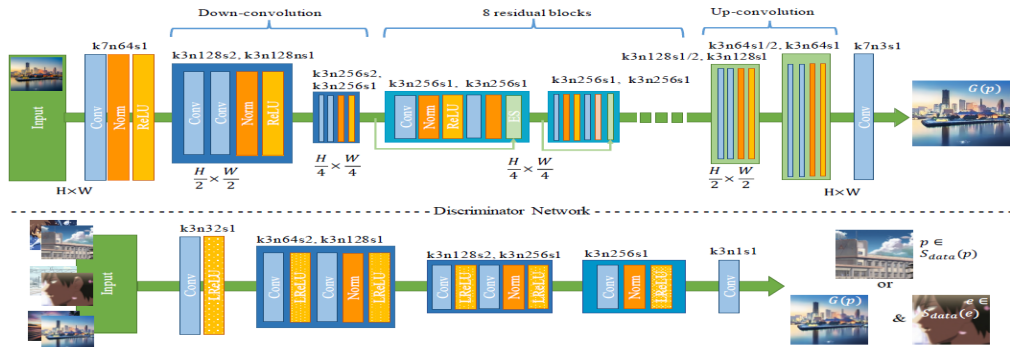 Down-convolution
8 residual blocks
Up-convolution
k7n64s1
k3n128s2, k3n128ns1
k3n256s2,
k3n256s1
k3n256s1, k3n256s1
k3n256s1, k3n256s1
k3n128s1/2,
k3n128s1
k3n64s1/2, k3n64s1
k7n3s1
Input
Conv
Norm
ReLU
Conv
Conv
Norm
ReLU
Conv
Norm
ReLU
ES
Conv
G(p)
H×W
H/2 × W/2
H/4 × W/4
H/4 × W/4
H/2 × W/2
H×W
Discriminator Network
k3n32s1
k3n64s2, k3n128s1
k3n128s2, k3n256s1
k3n256s1
k3n1s1
Input
Conv
LReLU
Conv
LReLU
Conv
Norm
LReLU
Conv
LReLU
Conv
Norm
LReLU
Conv
Norm
LReLU
Conv
p ∈
S_data(p)
or
G(p)
&
e ∈
S_data(e)